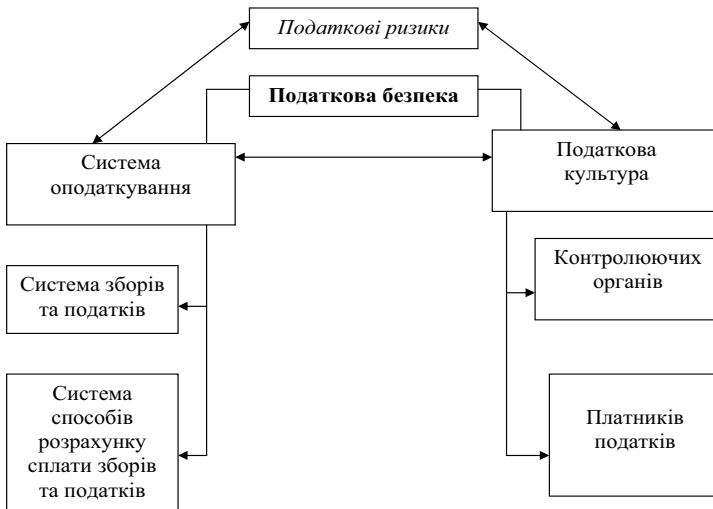 Податкові ризики
Податкова безпека
Система
оподаткування
Податкова
культура
Система зборів
та податків
Контролюючих
органів
Система
способів
розрахунку
сплати зборів
та податків
Платників
податків